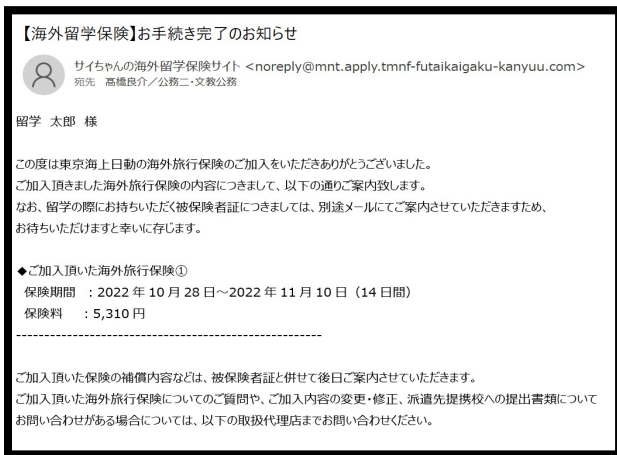 【海外留学保険】お手続き完了のお知らせ
サイちゃんの海外留学保険サイト <noreply@mnt.apply.tmnf-futaikaigaku-kanyuu.com>
宛先 高橋良介／公務二・文教公務
留学 太郎 様
この度は東京海上日動の海外旅行保険のご加入をいただきありがとうございました。
ご加入頂きました海外旅行保険の内容につきまして、以下の通りご案内致します。
なお、留学の際にお持ちいただく被保険者証につきましては、別途メールにてご案内させていただきますため、
お待ちいただけますと幸いに存じます。
◆ご加入頂いた海外旅行保険①
保険期間 ：2022 年 10 月 28 日～2022 年 11 月 10 日（14 日間）
保険料 ：5,310 円
------------------------------------------------------
ご加入頂いた保険の補償内容などは、被保険者証と併せて後日ご案内させていただきます。
ご加入頂いた海外旅行保険についてのご質問や、ご加入内容の変更・修正、派遣先提携校への提出書類について
お問い合わせがある場合については、以下の取扱代理店までお問い合わせください。